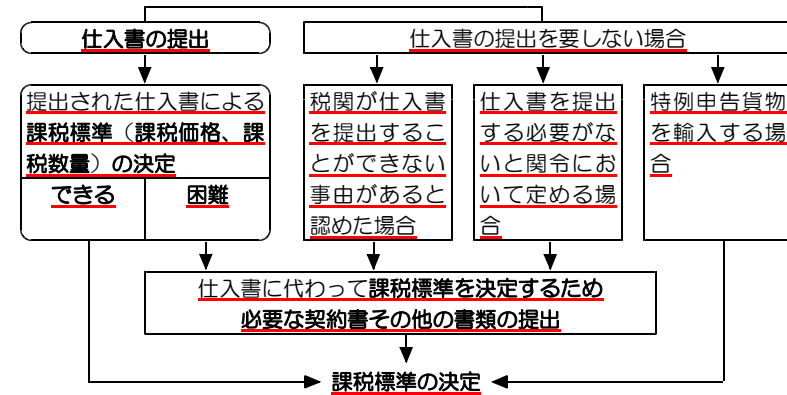 仕入書の提出
仕入書の提出を要しない場合
提出された仕入書による
課税標準（課税価格、課
税数量）の決定
できる
困難
税関が仕入書
を提出するこ
とができない
事由があると
認めた場合
仕入書を提出
する必要がな
いと関令にお
いて定める場
合
特例申告貨物
を輸入する場
合
仕入書に代わって課税標準を決定するため
必要な契約書その他の書類の提出
課税標準の決定